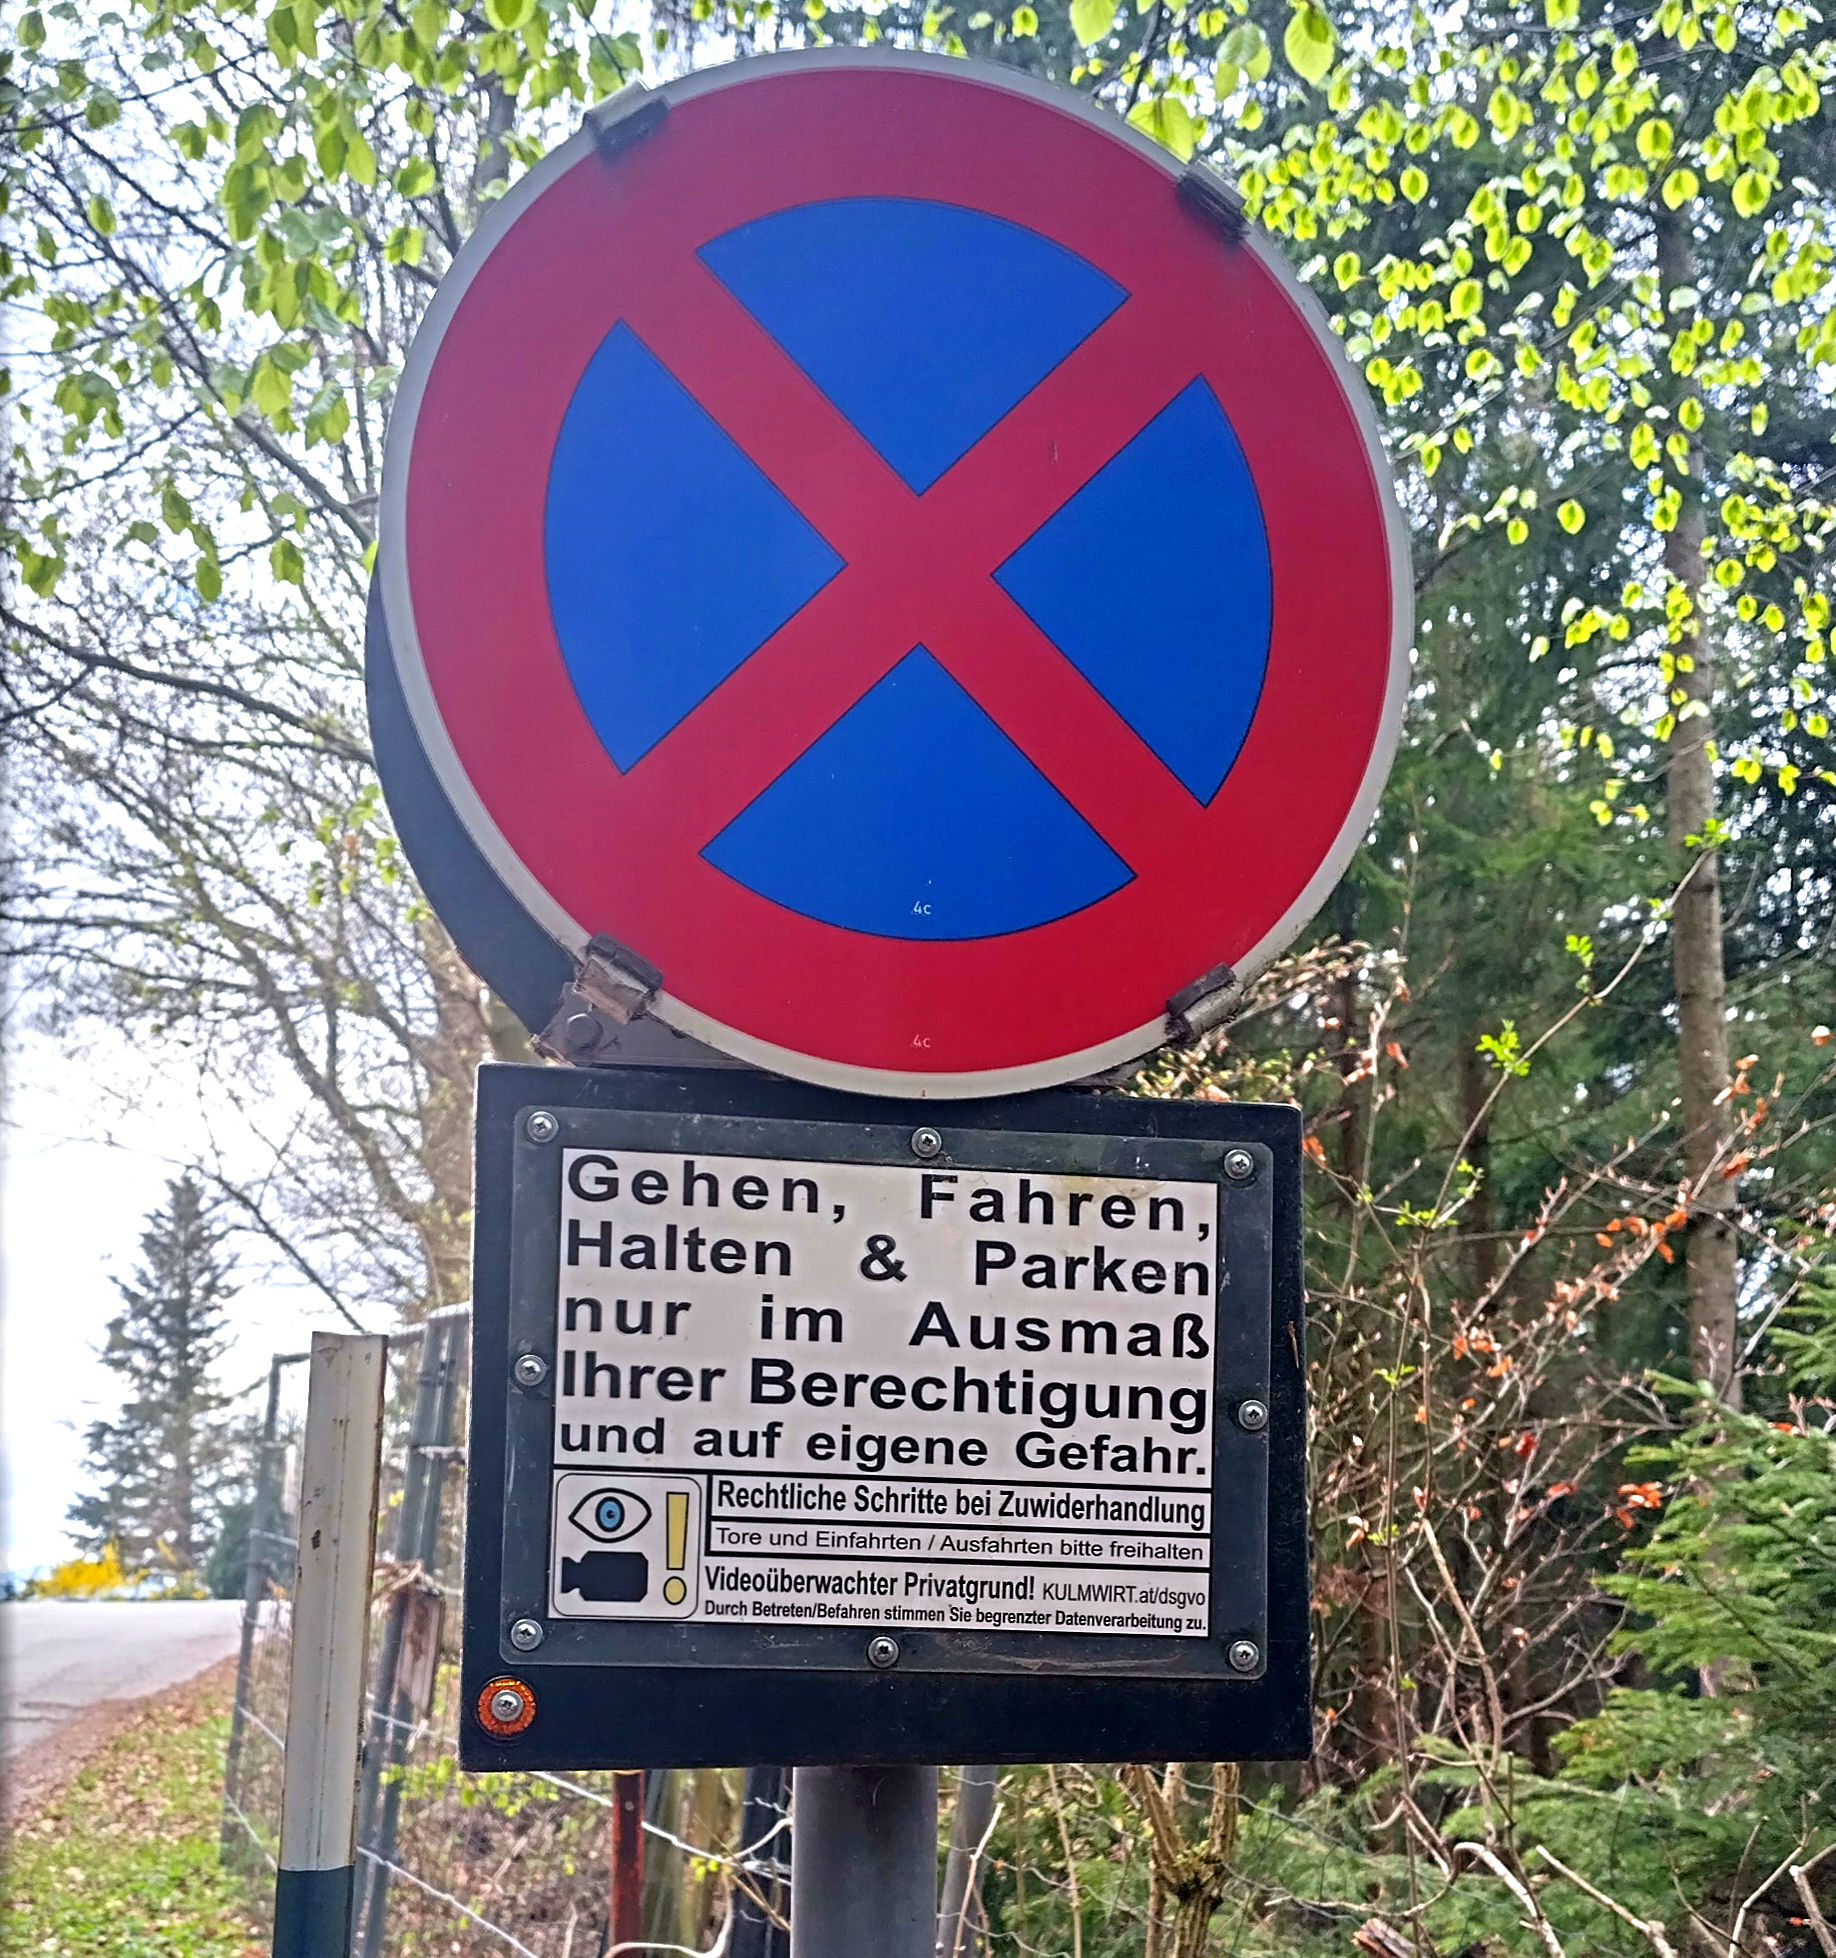 4c
4c
Gehen, Fahren,
Halten & Parken
nur im Ausmaß
Ihrer Berechtigung
und auf eigene Gefahr.
Rechtliche Schritte bei Zuwiderhandlung
Tore und Einfahrten / Ausfahrten bitte freihalten
Videoüberwachter Privatgrund! KULMWIRT.at/dsgvo
Durch Betreten/Befahren stimmen Sie begrenzter Datenverarbeitung zu.